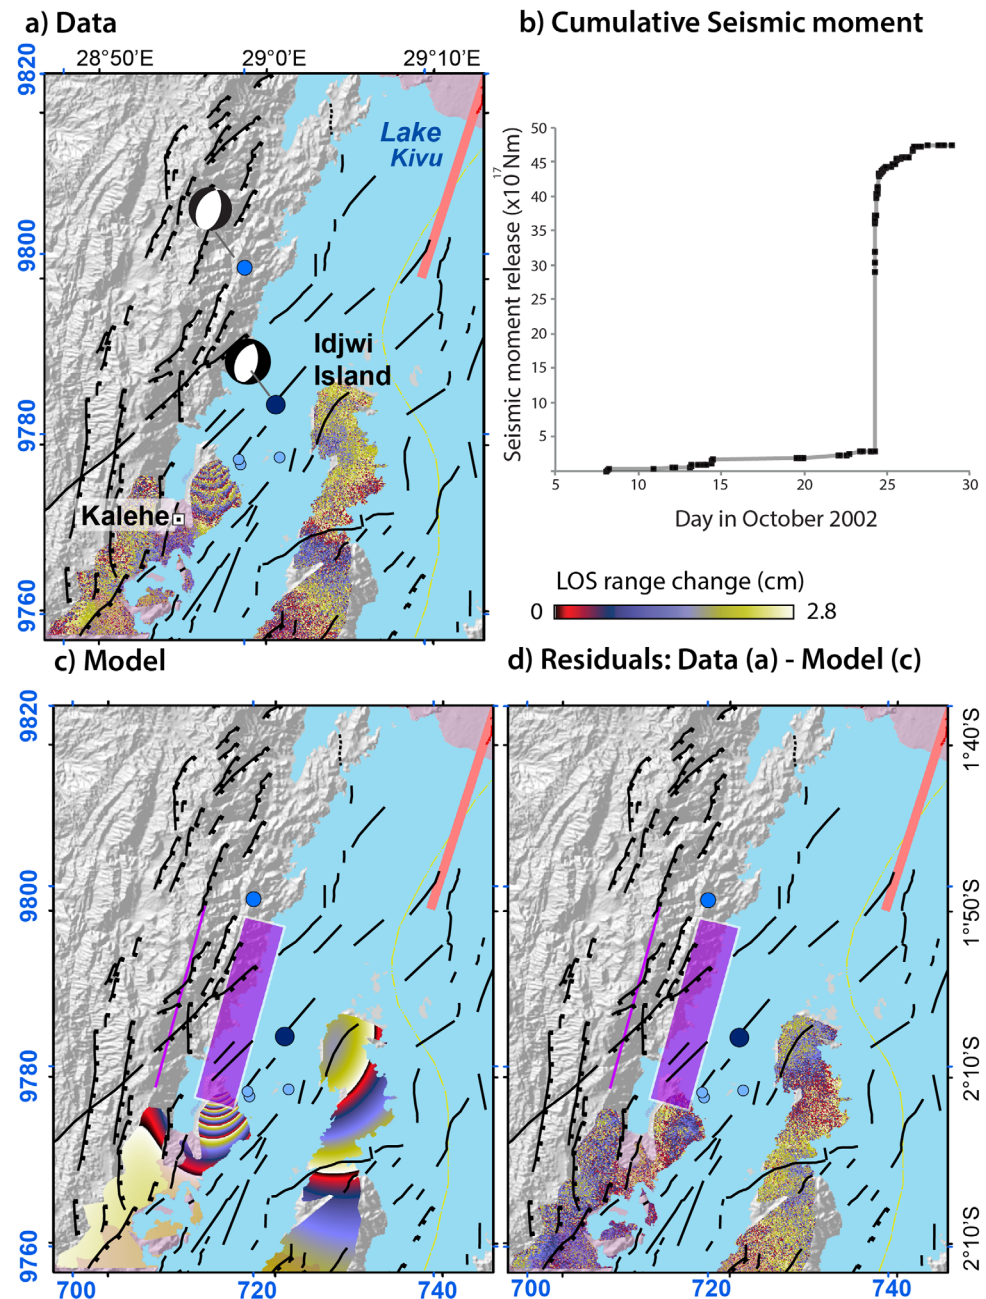 a) Data
28°50'E 29°0'E 29°10'E
9820
9800
9780
9760
Lake
Kivu
Idjwi
Island
Kalehe
b) Cumulative Seismic moment
Seismic moment release (x10¹⁷ Nm)
50
45
40
35
30
25
20
15
10
5
5 10 15 20 25 30
Day in October 2002
LOS range change (cm)
0 2.8
c) Model
9820
9800
9780
9760
700 720 740
d) Residuals: Data (a) - Model (c)
1°40'S
1°50'S
2°10'S
2°10'S
700 720 740